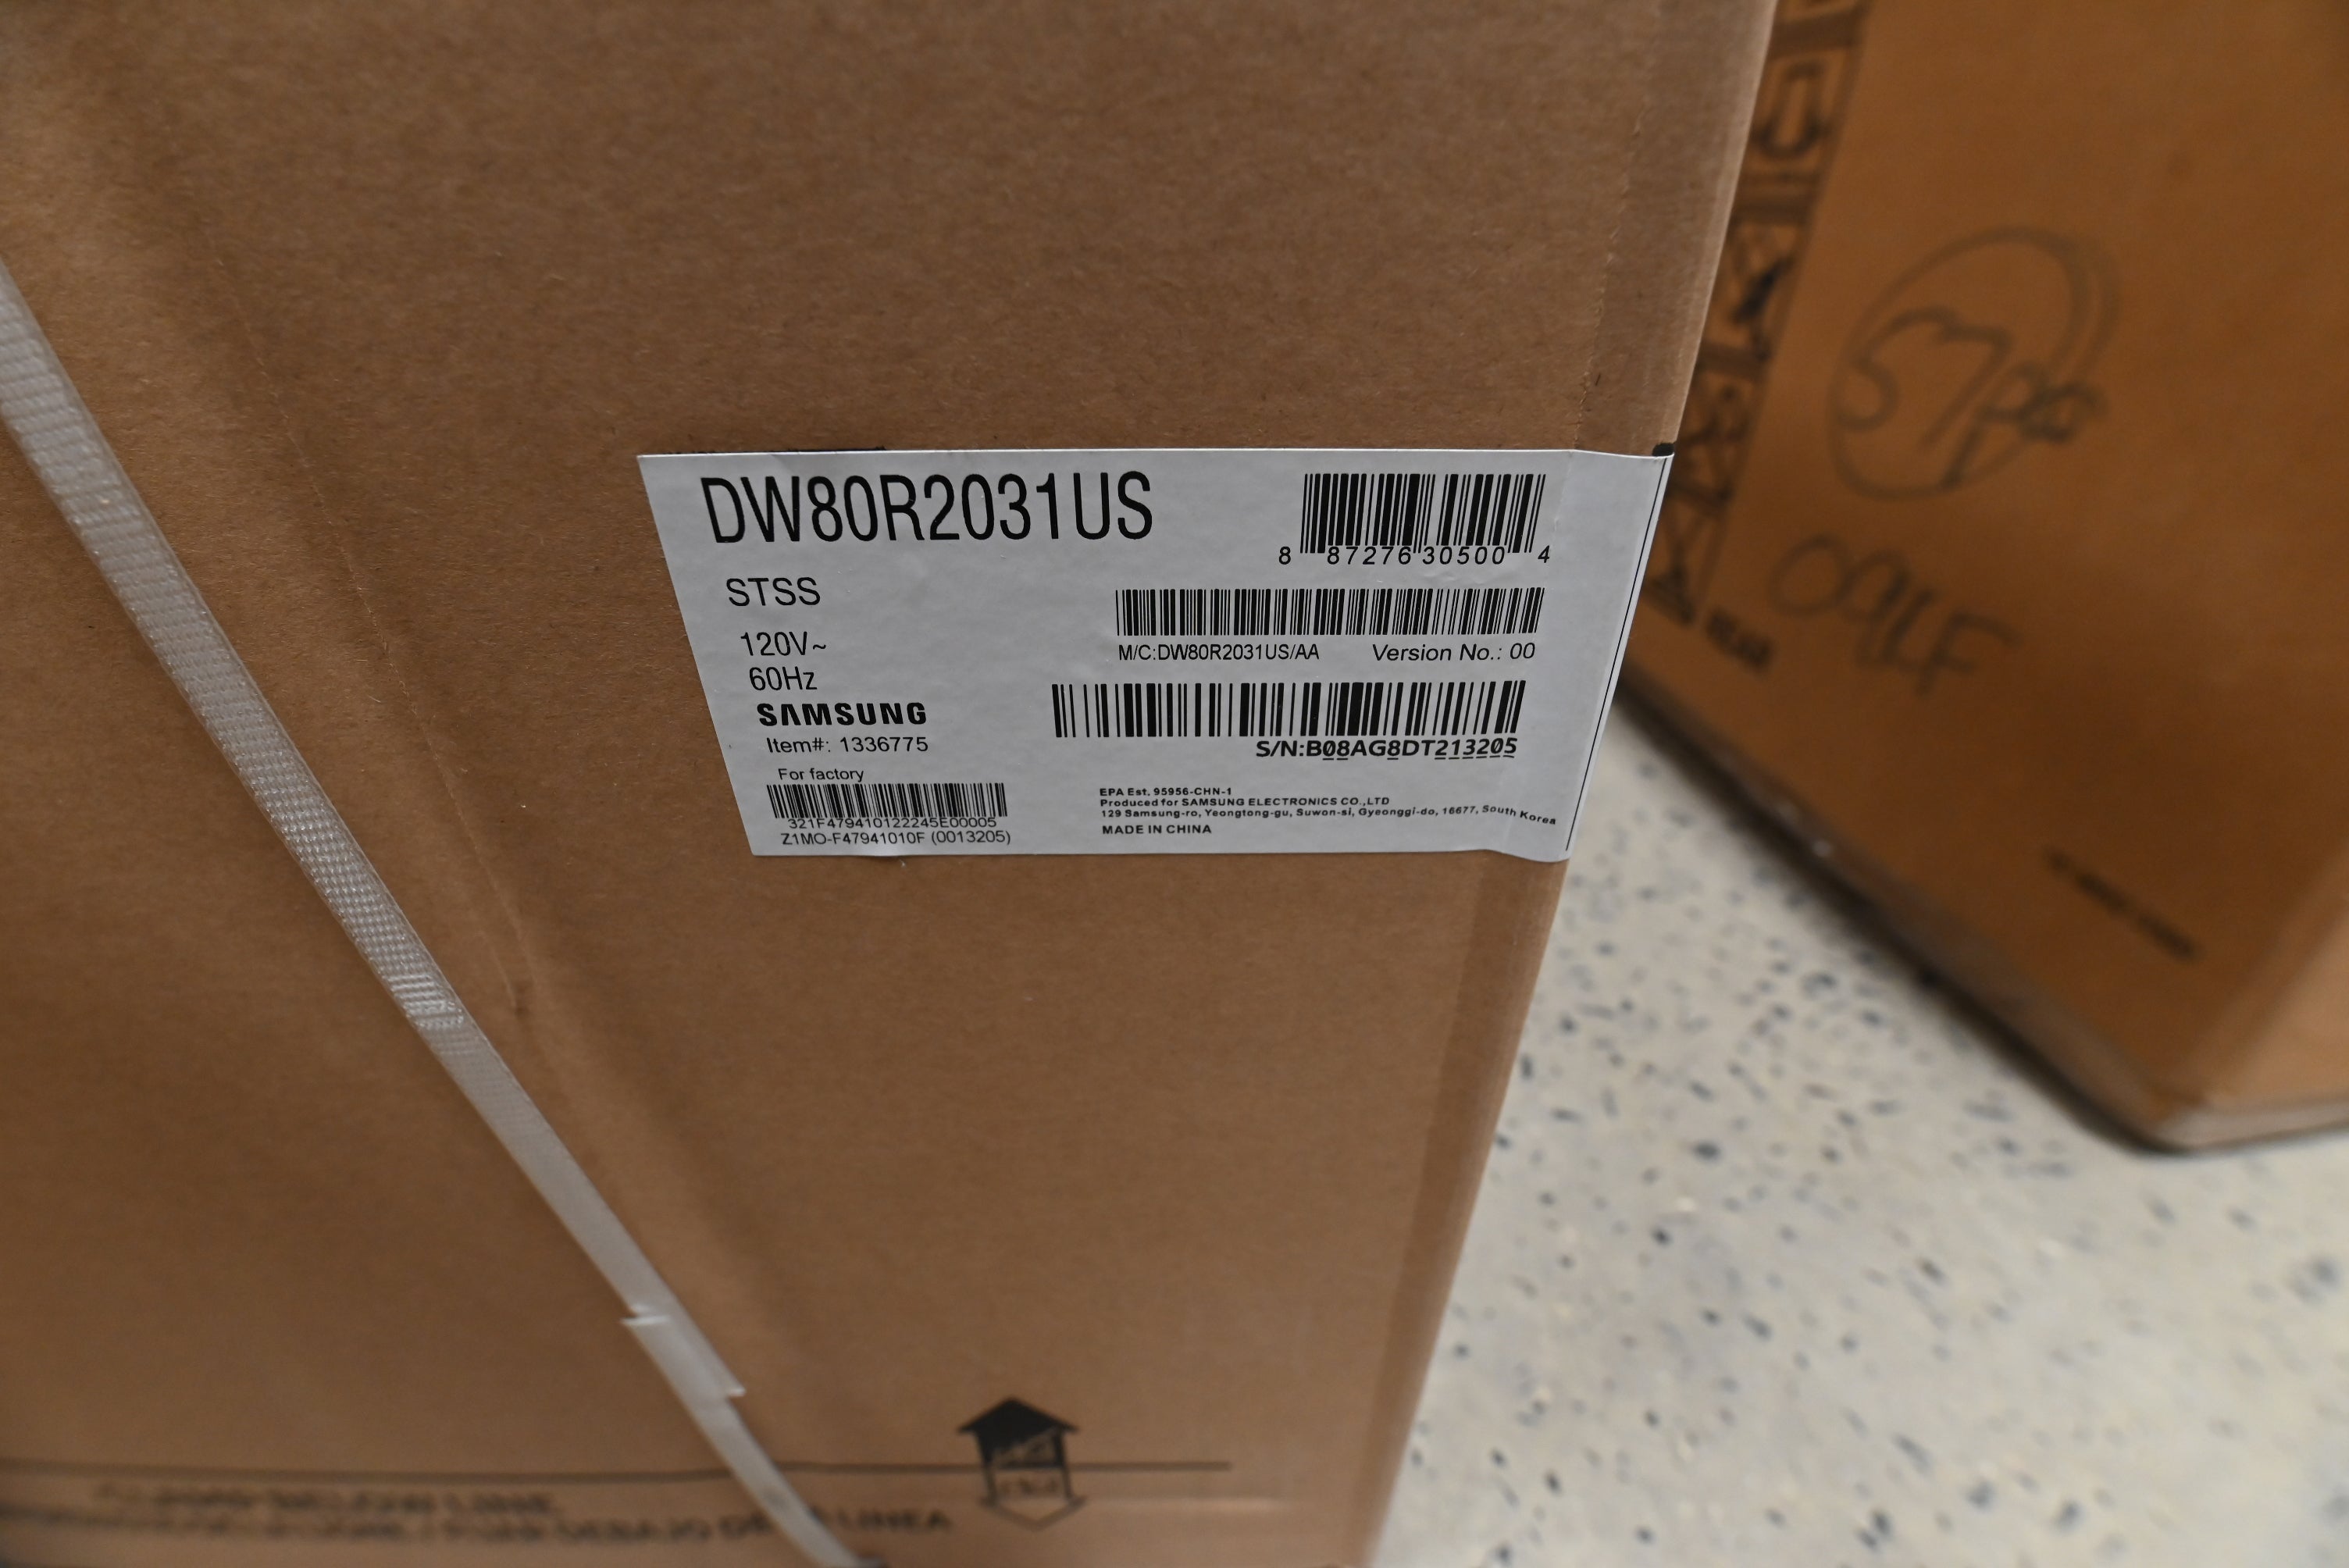 DW80R2031US
8 87276 30500 4
STSS
120V~
60Hz
M/C:DW80R2031US/AA Version No.: 00
SAMSUNG
Item#: 1336775
S/N:B08AG8DT213205
For factory
321F479410122245E00005
Z1MO-F47941010F (0013205)
EPA Est. 95956-CHN-1
Produced for SAMSUNG ELECTRONICS CO.,LTD
129 Samsung-ro, Yeongtong-gu, Suwon-si, Gyeonggi-do, 16677, South Korea
MADE IN CHINA
LINEA